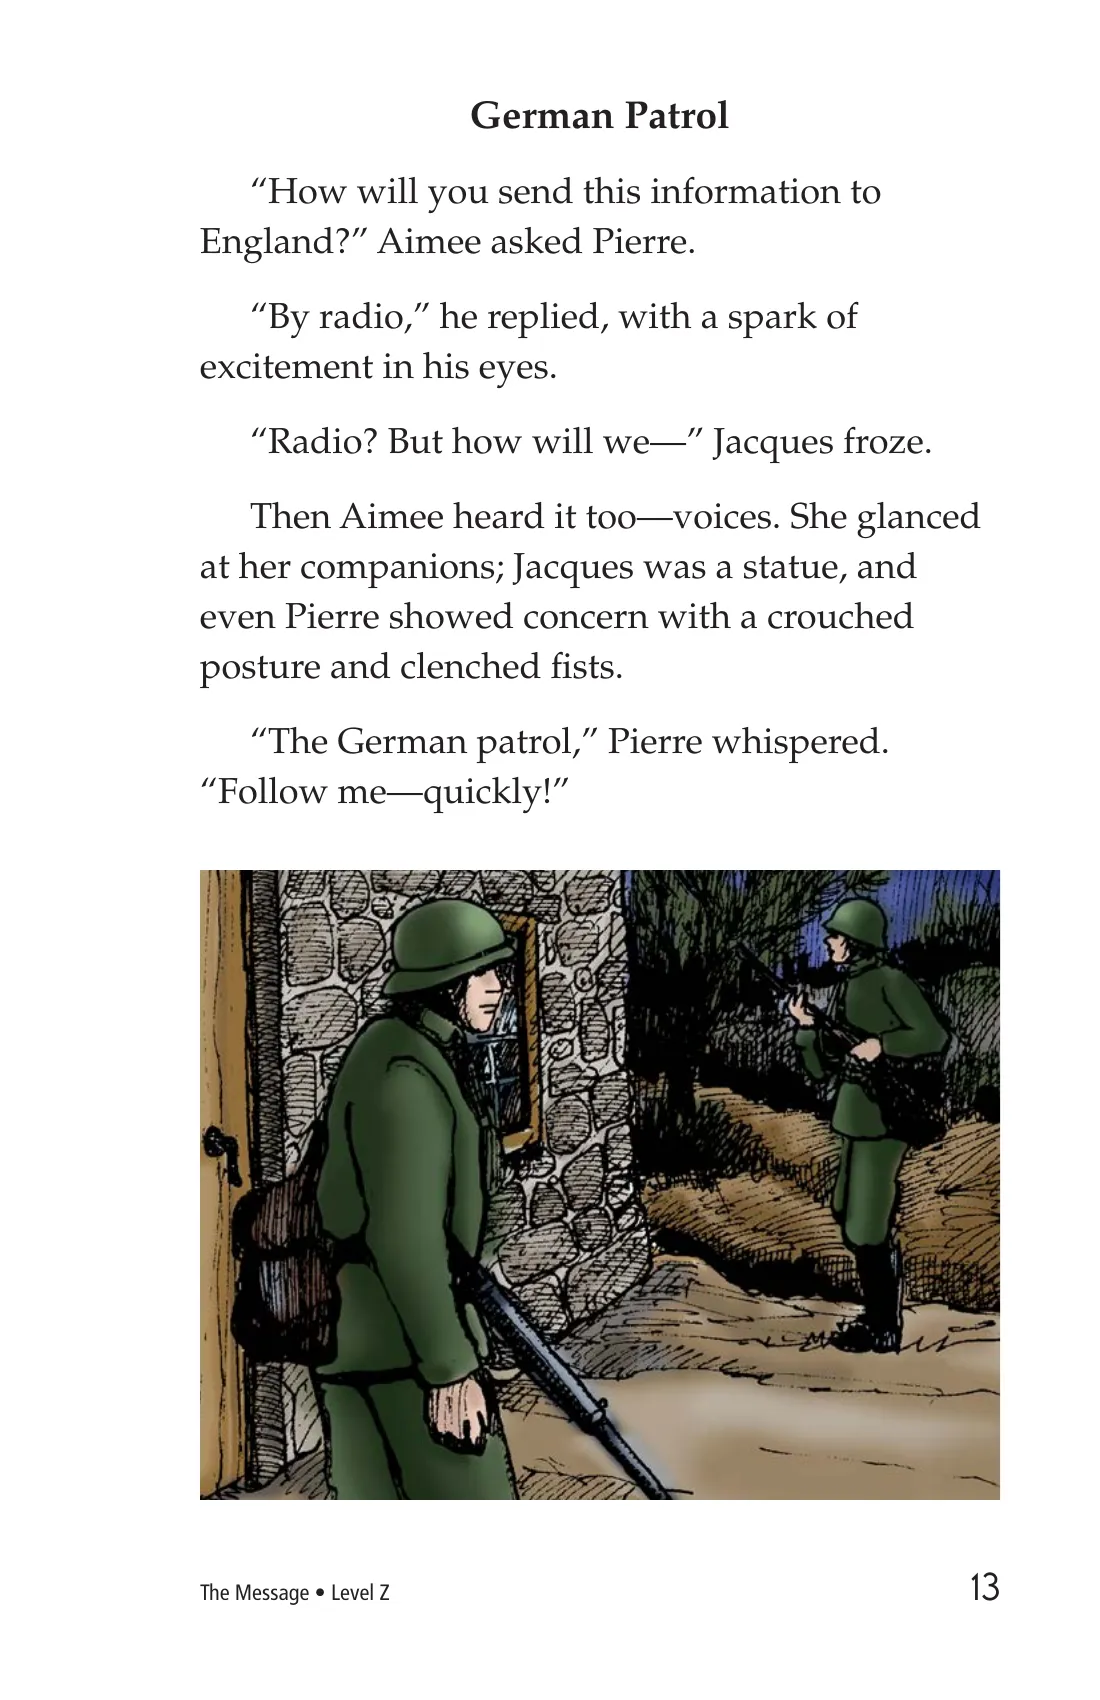 German Patrol
“How will you send this information to
England?” Aimee asked Pierre.
“By radio,” he replied, with a spark of
excitement in his eyes.
“Radio? But how will we—” Jacques froze.
Then Aimee heard it too—voices. She glanced
at her companions; Jacques was a statue, and
even Pierre showed concern with a crouched
posture and clenched fists.
“The German patrol,” Pierre whispered.
“Follow me—quickly!”
The Message • Level Z
13